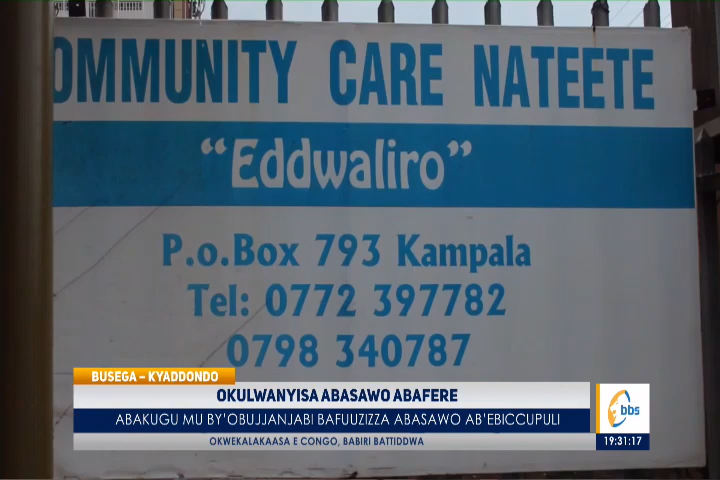 OMMUNITY CARE NATEETE
"Eddwaliro"
P.o.Box 793 Kampala
Tel: 0772 397782
0798 340787
BUSEGA – KYADDONDO
OKULWANYISA ABASAWO ABAFERE
ABAKUGU MU BY'OBUJJANJABI BAFUUZIZZA ABASAWO AB'EBICCUPULI
OKWEKALAKAASA E CONGO, BABIRI BATTIDDWA
bbs
19:31:17